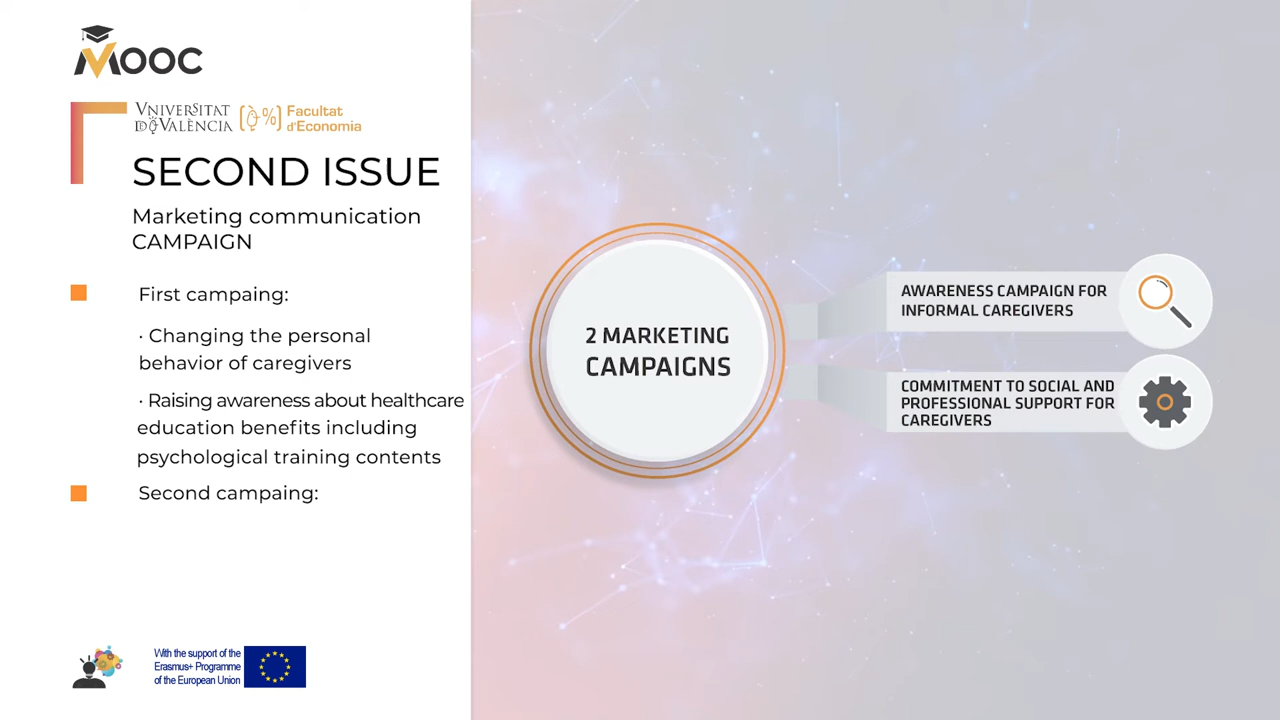 MOOC
VNIVERSITAT
DE VALÈNCIA
Facultat
d'Economia
SECOND ISSUE
Marketing communication
CAMPAIGN
First campaing:
· Changing the personal
behavior of caregivers
· Raising awareness about healthcare
education benefits including
psychological training contents
Second campaing:
With the support of the
Erasmus+ Programme
of the European Union
2 MARKETING
CAMPAIGNS
AWARENESS CAMPAIGN FOR
INFORMAL CAREGIVERS
COMMITMENT TO SOCIAL AND
PROFESSIONAL SUPPORT FOR
CAREGIVERS